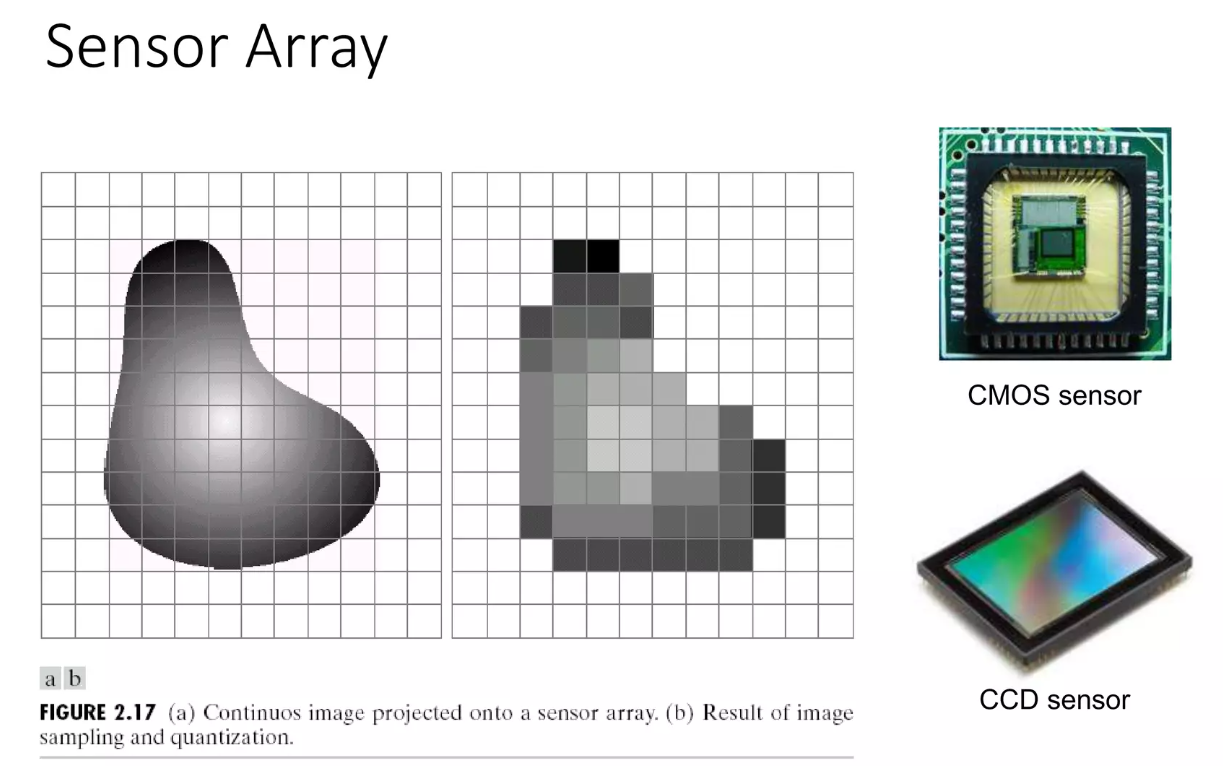 Sensor Array
CMOS sensor
CCD sensor
a b
FIGURE 2.17 (a) Continuos image projected onto a sensor array. (b) Result of image
sampling and quantization.